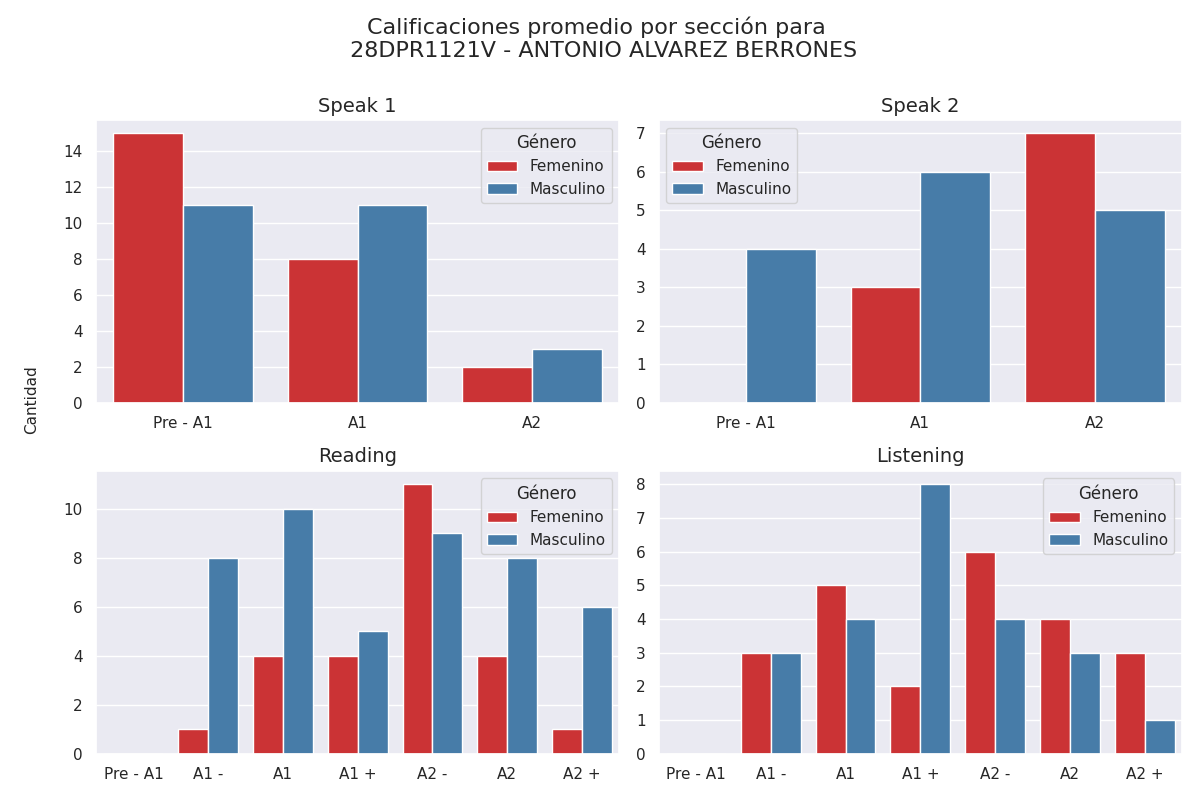 Calificaciones promedio por sección para
28DPR1121V - ANTONIO ALVAREZ BERRONES
Cantidad
Speak 1
14
12
10
8
6
4
2
0
Pre - A1
A1
A2
Género
Femenino
Masculino
Speak 2
7
6
5
4
3
2
1
0
Pre - A1
A1
A2
Género
Femenino
Masculino
Reading
10
8
6
4
2
0
Pre - A1
A1 -
A1
A1 +
A2 -
A2
A2 +
Género
Femenino
Masculino
Listening
8
7
6
5
4
3
2
1
0
Pre - A1
A1 -
A1
A1 +
A2 -
A2
A2 +
Género
Femenino
Masculino